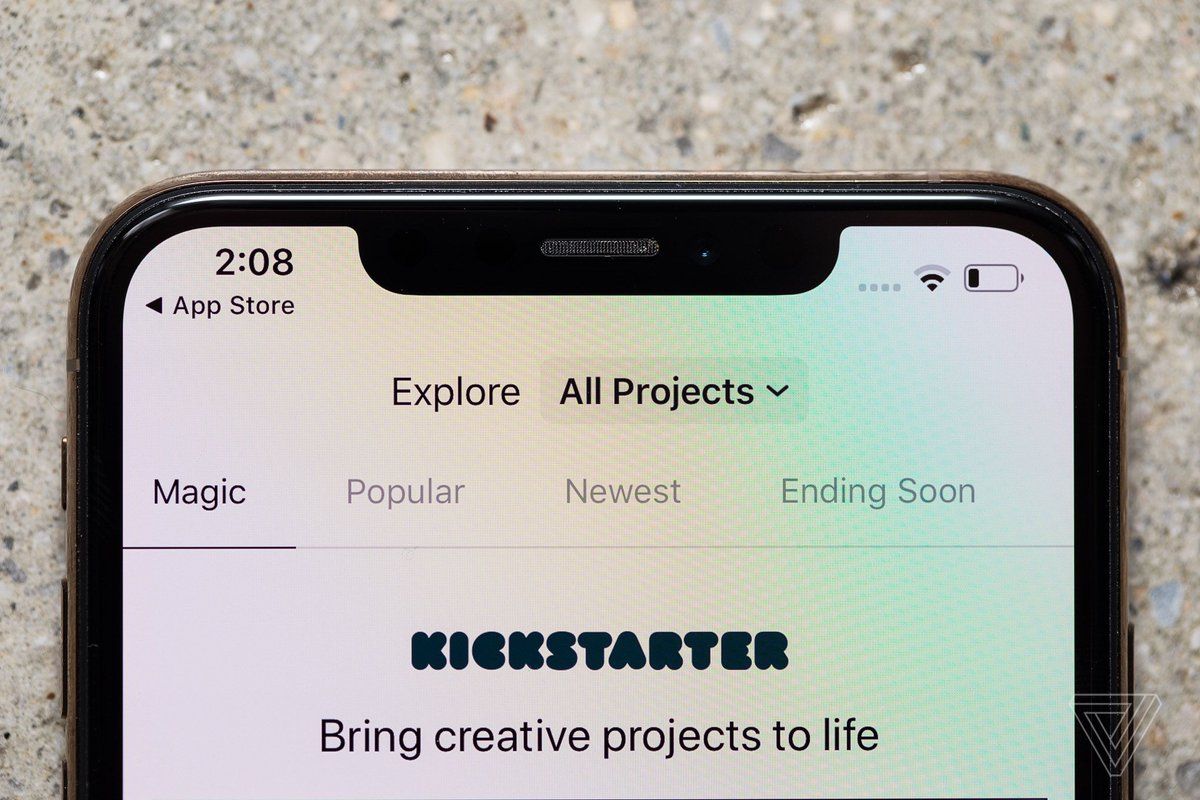 2:08
◀ App Store
Explore All Projects
Magic Popular Newest Ending Soon
KICKSTARTER
Bring creative projects to life